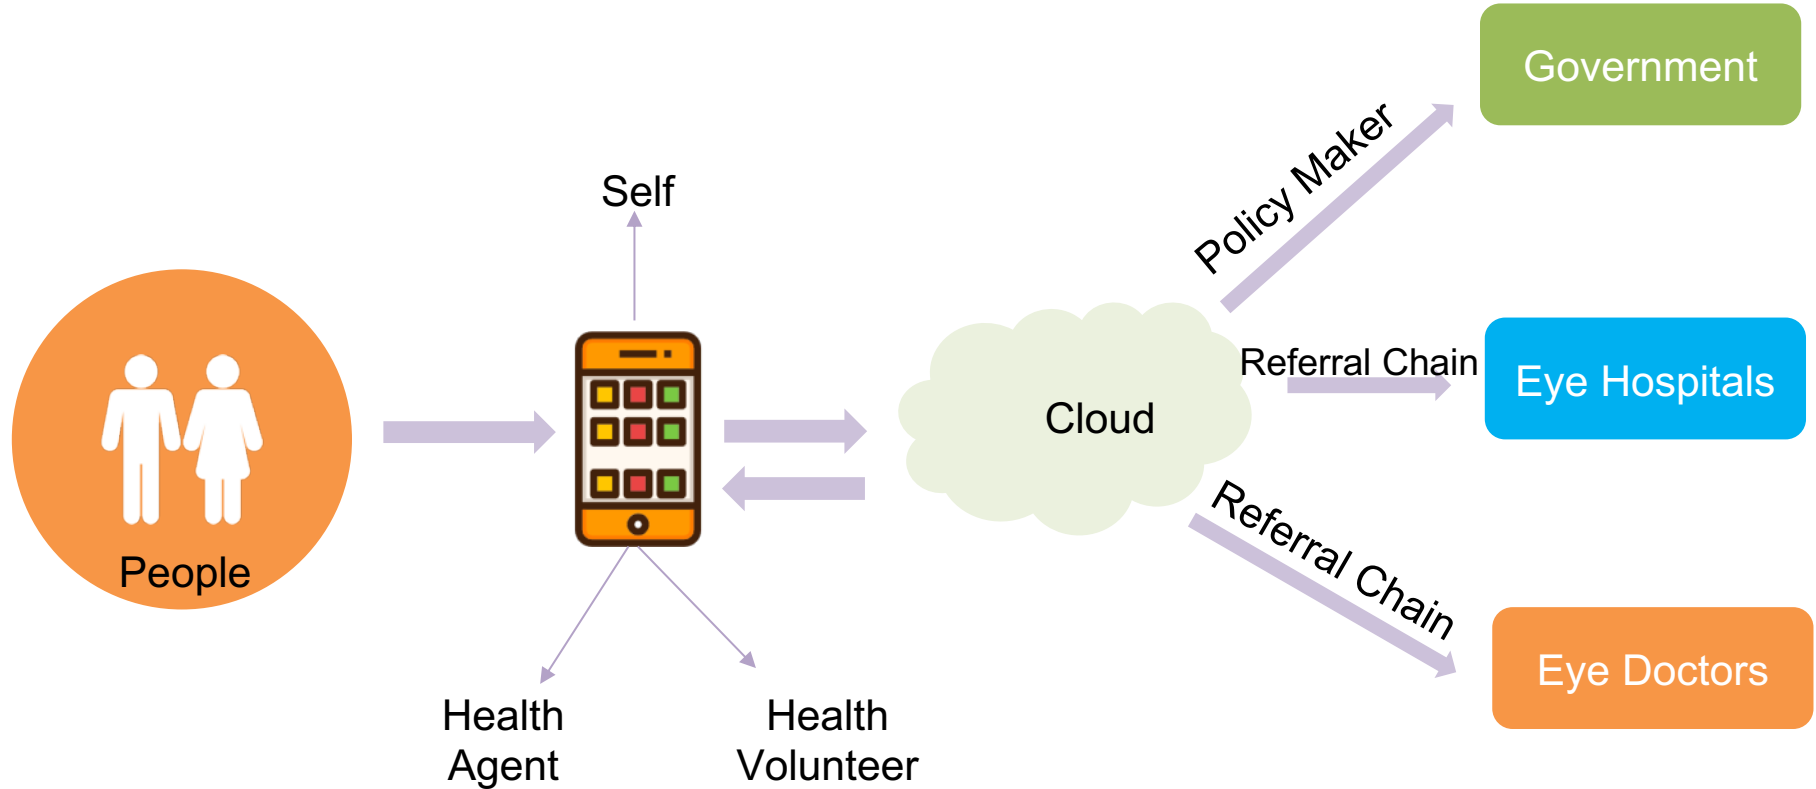 Government
Policy Maker
Self
Referral Chain
Eye Hospitals
Cloud
People
Referral Chain
Eye Doctors
Health
Agent
Health
Volunteer